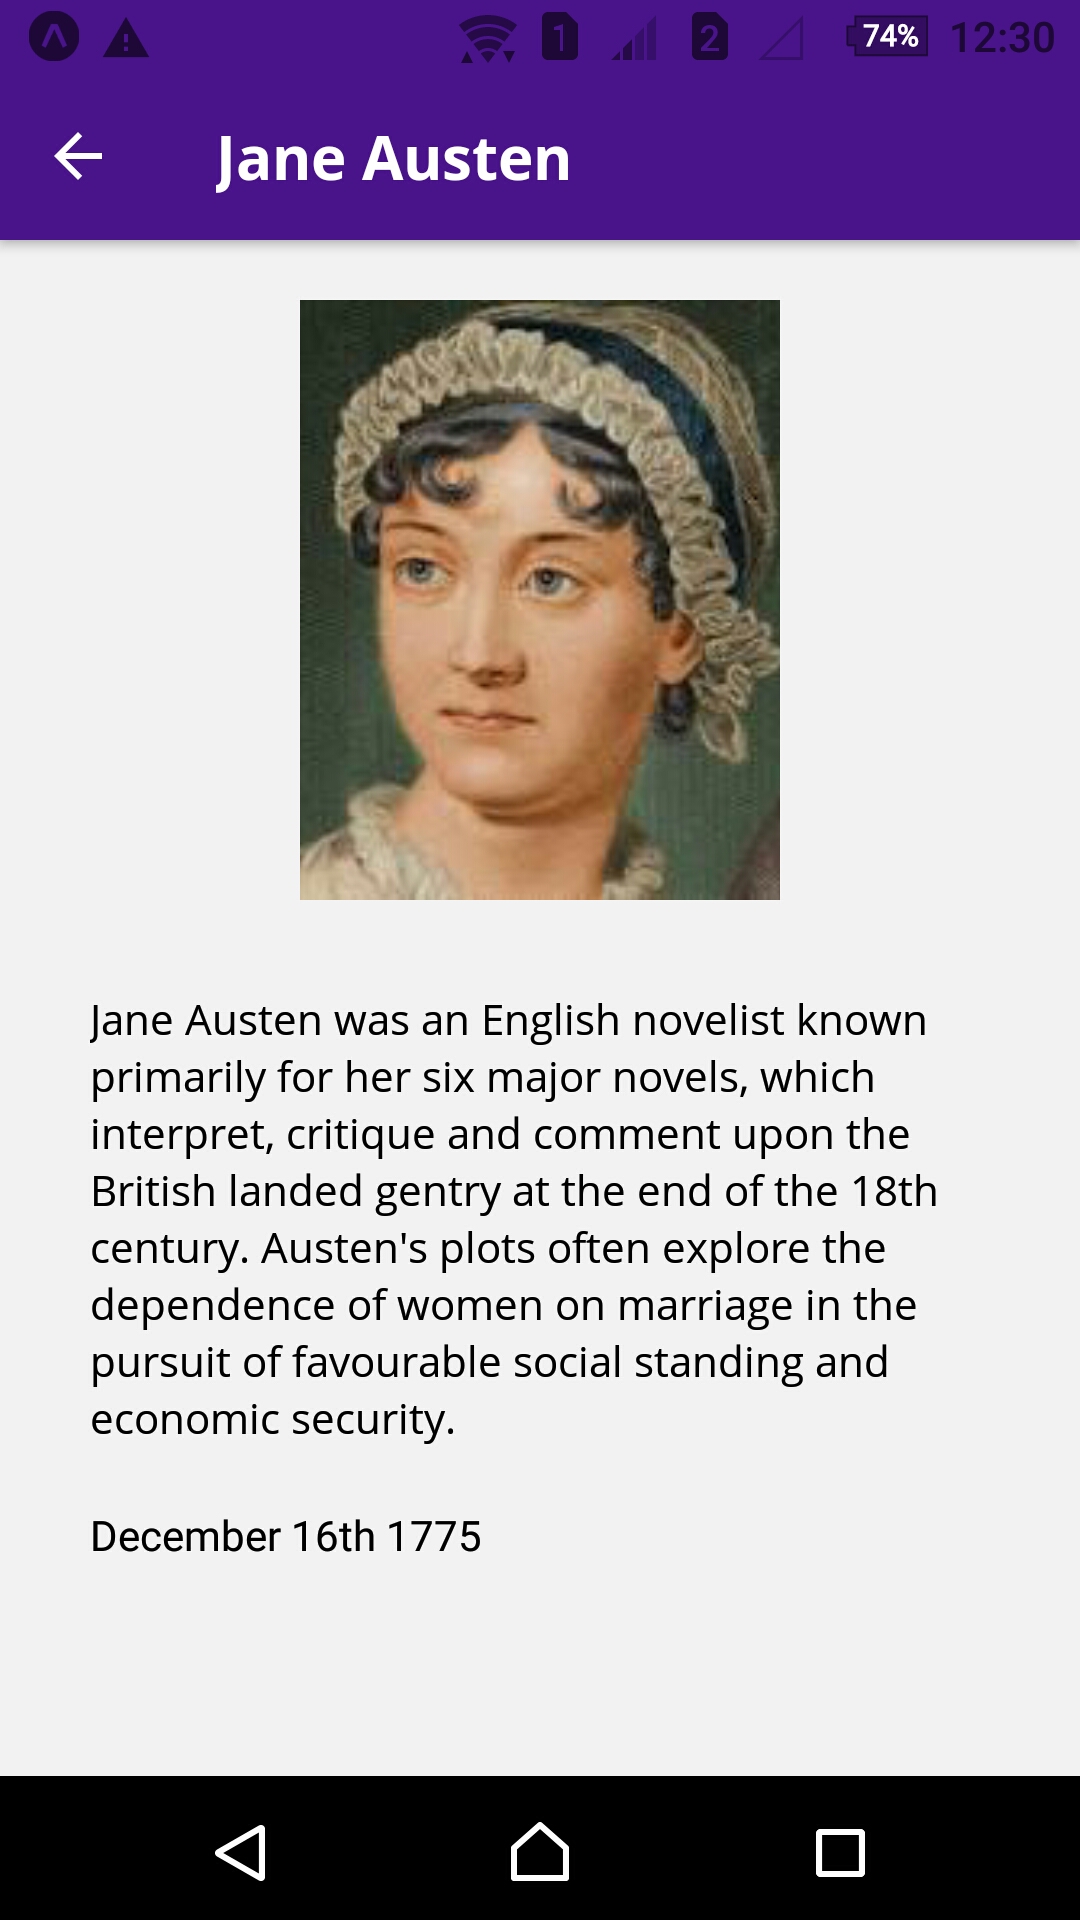 1 2 74% 12:30
Jane Austen
Jane Austen was an English novelist known
primarily for her six major novels, which
interpret, critique and comment upon the
British landed gentry at the end of the 18th
century. Austen's plots often explore the
dependence of women on marriage in the
pursuit of favourable social standing and
economic security.
December 16th 1775